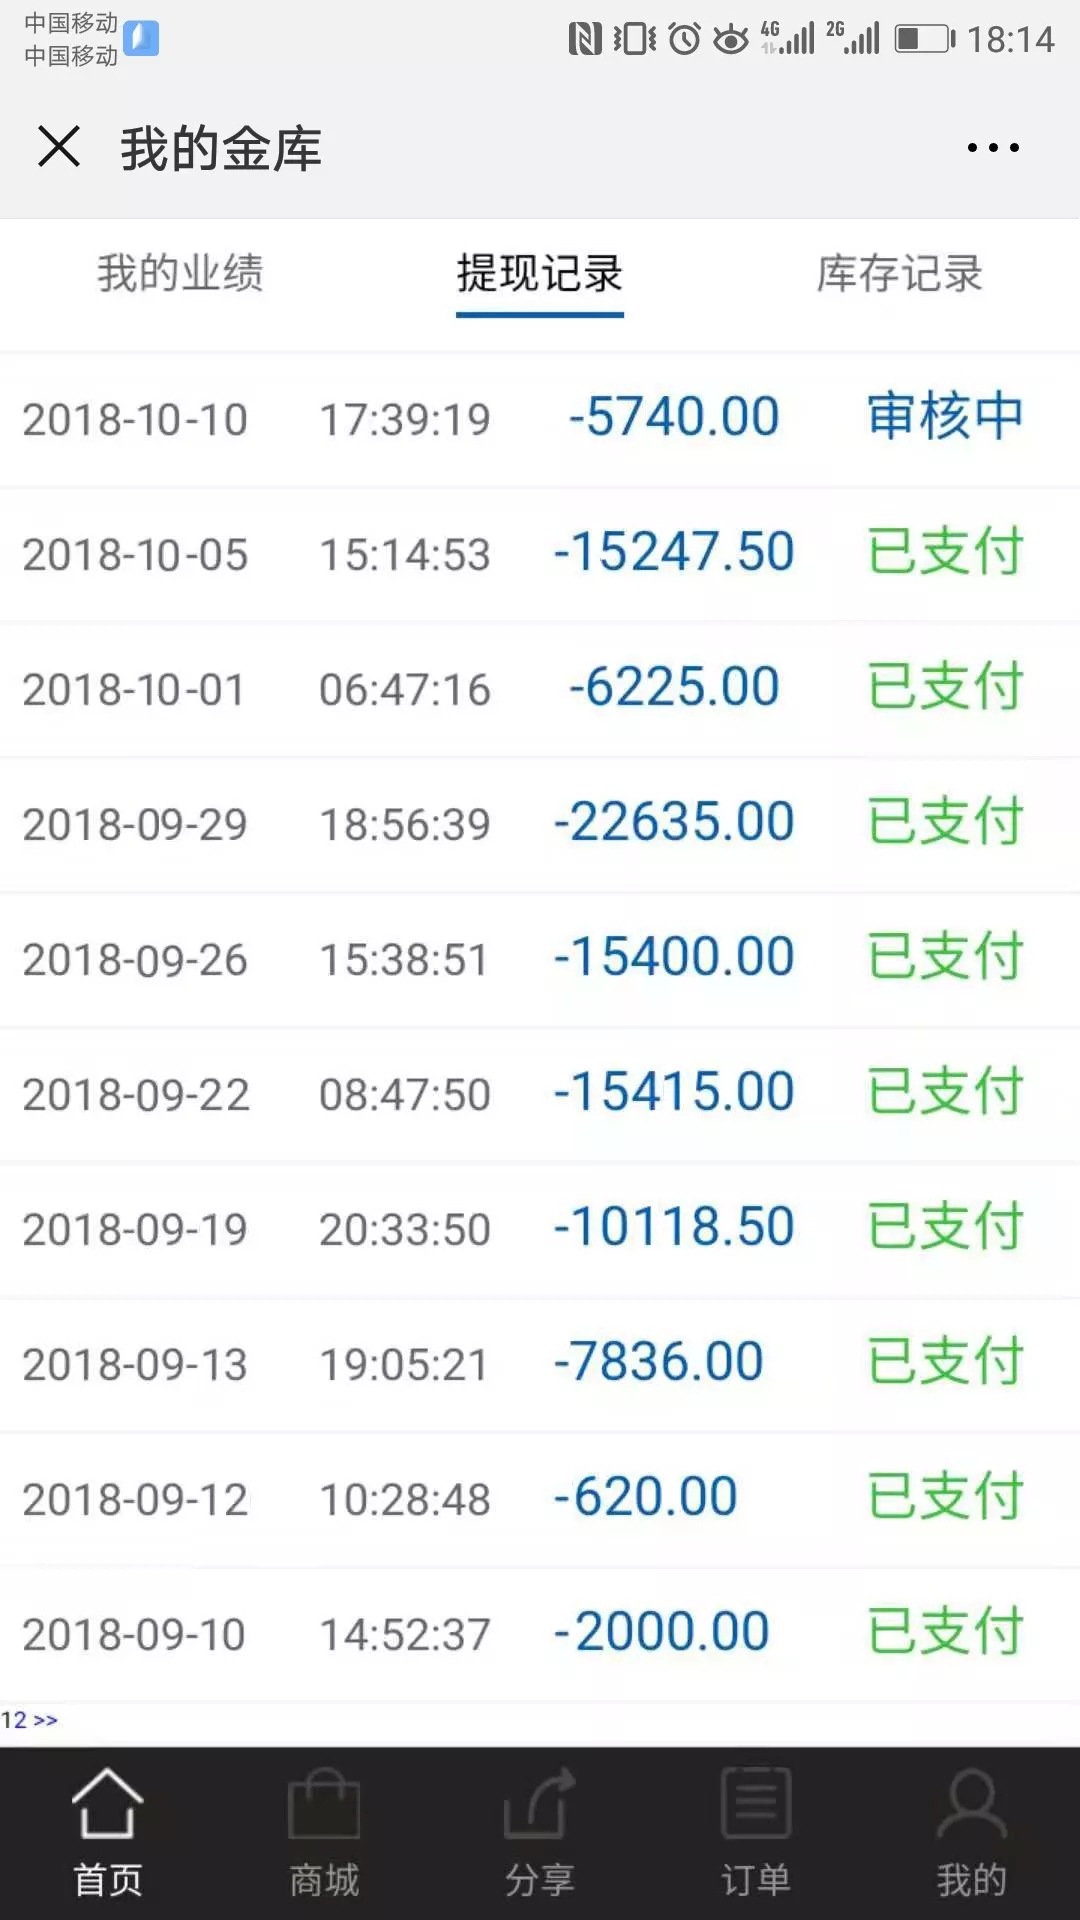 中国移动
中国移动
4G 2G 18:14
我的金库
我的业绩 提现记录 库存记录
2018-10-10 17:39:19 -5740.00 审核中
2018-10-05 15:14:53 -15247.50 已支付
2018-10-01 06:47:16 -6225.00 已支付
2018-09-29 18:56:39 -22635.00 已支付
2018-09-26 15:38:51 -15400.00 已支付
2018-09-22 08:47:50 -15415.00 已支付
2018-09-19 20:33:50 -10118.50 已支付
2018-09-13 19:05:21 -7836.00 已支付
2018-09-12 10:28:48 -620.00 已支付
2018-09-10 14:52:37 -2000.00 已支付
12 >>
首页 商城 分享 订单 我的